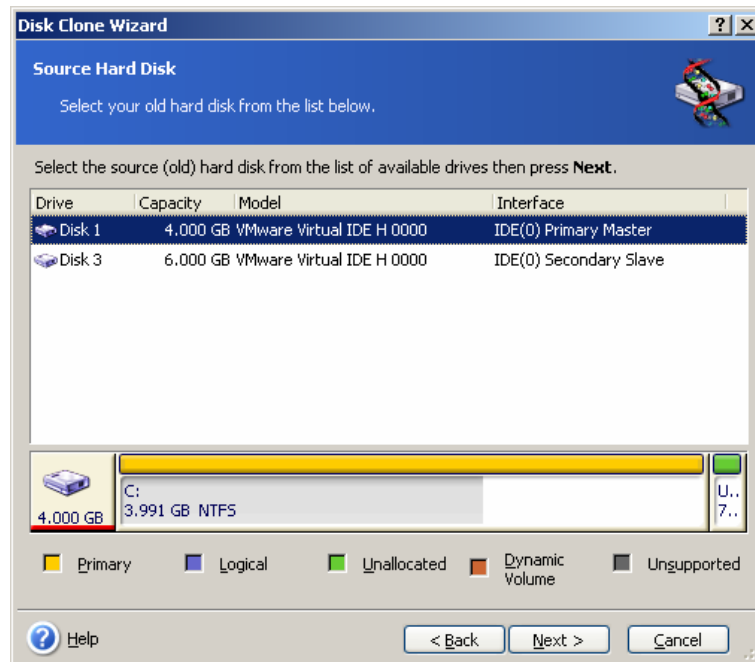 Disk Clone Wizard
Source Hard Disk
Select your old hard disk from the list below.
Select the source (old) hard disk from the list of available drives then press Next.
Drive Capacity Model Interface
Disk 1 4.000 GB VMware Virtual IDE H 0000 IDE(0) Primary Master
Disk 3 6.000 GB VMware Virtual IDE H 0000 IDE(0) Secondary Slave
4.000 GB
C:
3.991 GB NTFS
U..
7..
Primary Logical Unallocated Dynamic Volume Unsupported
Help < Back Next > Cancel